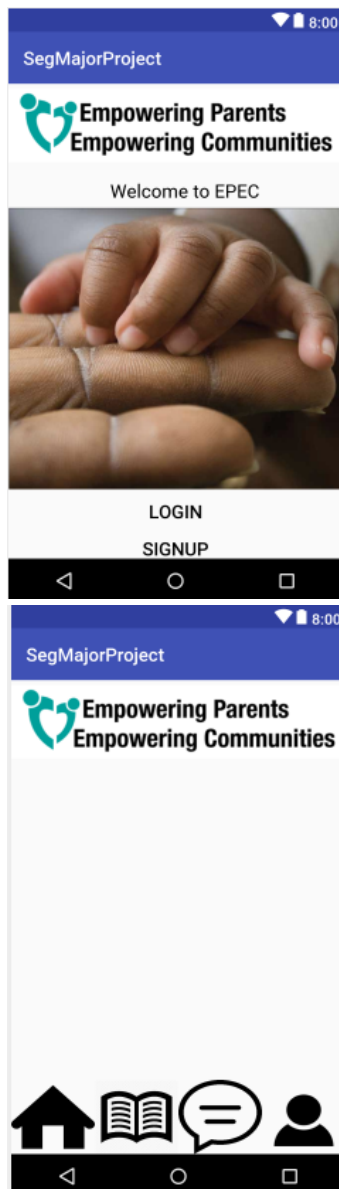 8:00
SegMajorProject
Empowering Parents
Empowering Communities
Welcome to EPEC
LOGIN
SIGNUP
8:00
SegMajorProject
Empowering Parents
Empowering Communities